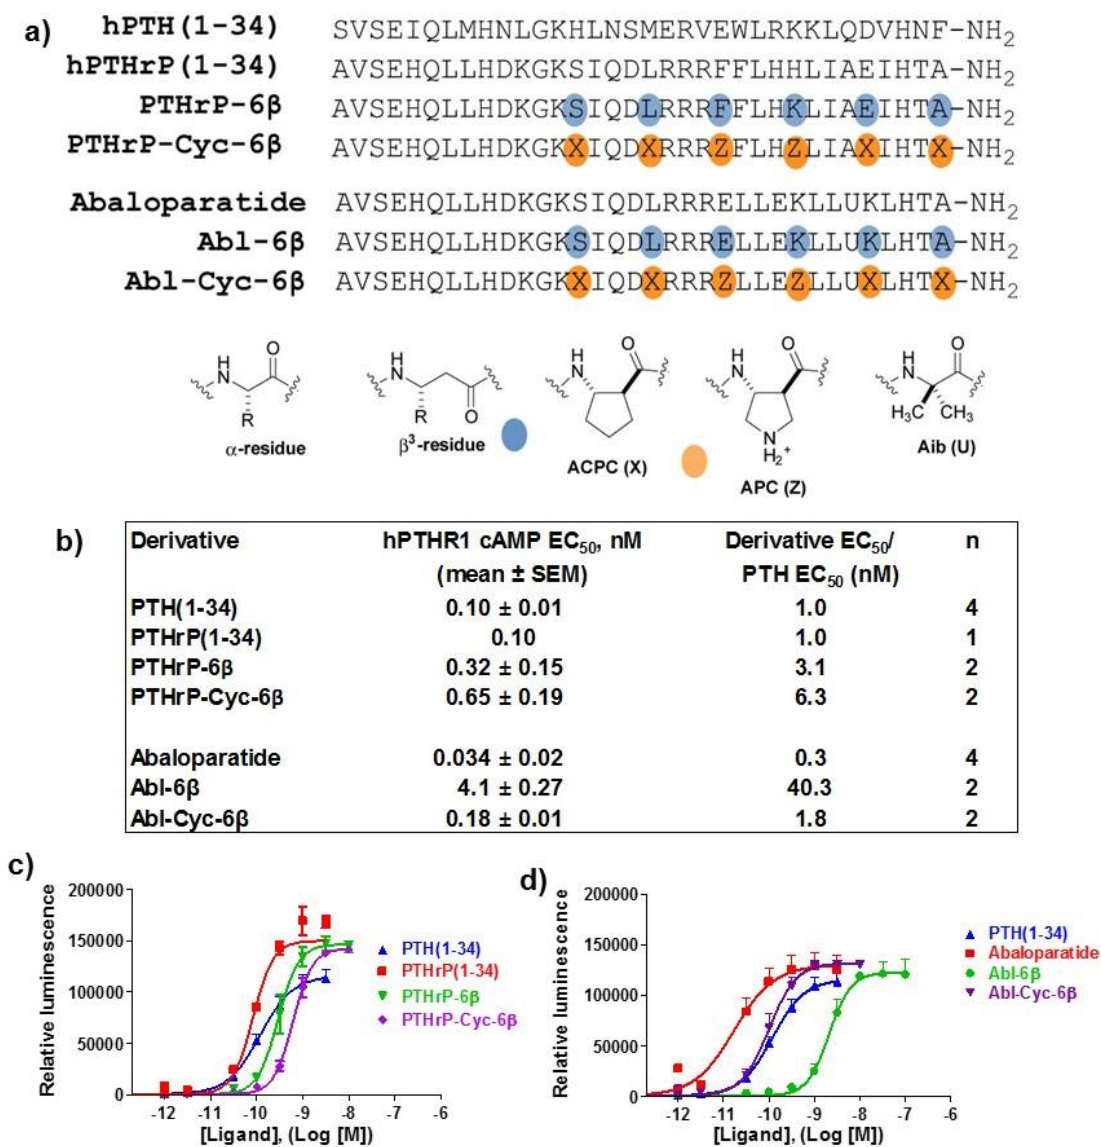 a)
hPTH(1-34) SVSEIQLMHNLGKHLNSMERVEWLRKKLQDVHNF-NH2
hPTHrP(1-34) AVSEHQLLHDKGKSIQDLRRRFFLHHLIAEIHTA-NH2
PTHrP-6β AVSEHQLLHDKGKSIQDLRRRFFLHKLIAEIHTA-NH2
PTHrP-Cyc-6β AVSEHQLLHDKGKXIQDXRRRZFLHZLIAXIHTX-NH2
Abaloparatide AVSEHQLLHDKGKSIQDLRRRELLEKLLUKLHTA-NH2
Abl-6β AVSEHQLLHDKGKSIQDLRRRELLEKLLUKLHTA-NH2
Abl-Cyc-6β AVSEHQLLHDKGKXIQDXRRRZLLEZLLUXLHTX-NH2
H N O R
α-residue
H N R O
β3-residue
H N O
ACPC (X)
H N O N H2+
APC (Z)
H N O H3C CH3
Aib (U)
b)
Derivative hPTHR1 cAMP EC50, nM Derivative EC50/ n
(mean ± SEM) PTH EC50 (nM)
PTH(1-34) 0.10 ± 0.01 1.0 4
PTHrP(1-34) 0.10 1.0 1
PTHrP-6β 0.32 ± 0.15 3.1 2
PTHrP-Cyc-6β 0.65 ± 0.19 6.3 2
Abaloparatide 0.034 ± 0.02 0.3 4
Abl-6β 4.1 ± 0.27 40.3 2
Abl-Cyc-6β 0.18 ± 0.01 1.8 2
c)
Relative luminescence
200000
150000
100000
50000
0
-12 -11 -10 -9 -8 -7 -6
[Ligand], (Log [M])
PTH(1-34)
PTHrP(1-34)
PTHrP-6β
PTHrP-Cyc-6β
d)
Relative luminescence
200000
150000
100000
50000
0
-12 -11 -10 -9 -8 -7 -6
[Ligand], (Log [M])
PTH(1-34)
Abaloparatide
Abl-6β
Abl-Cyc-6β